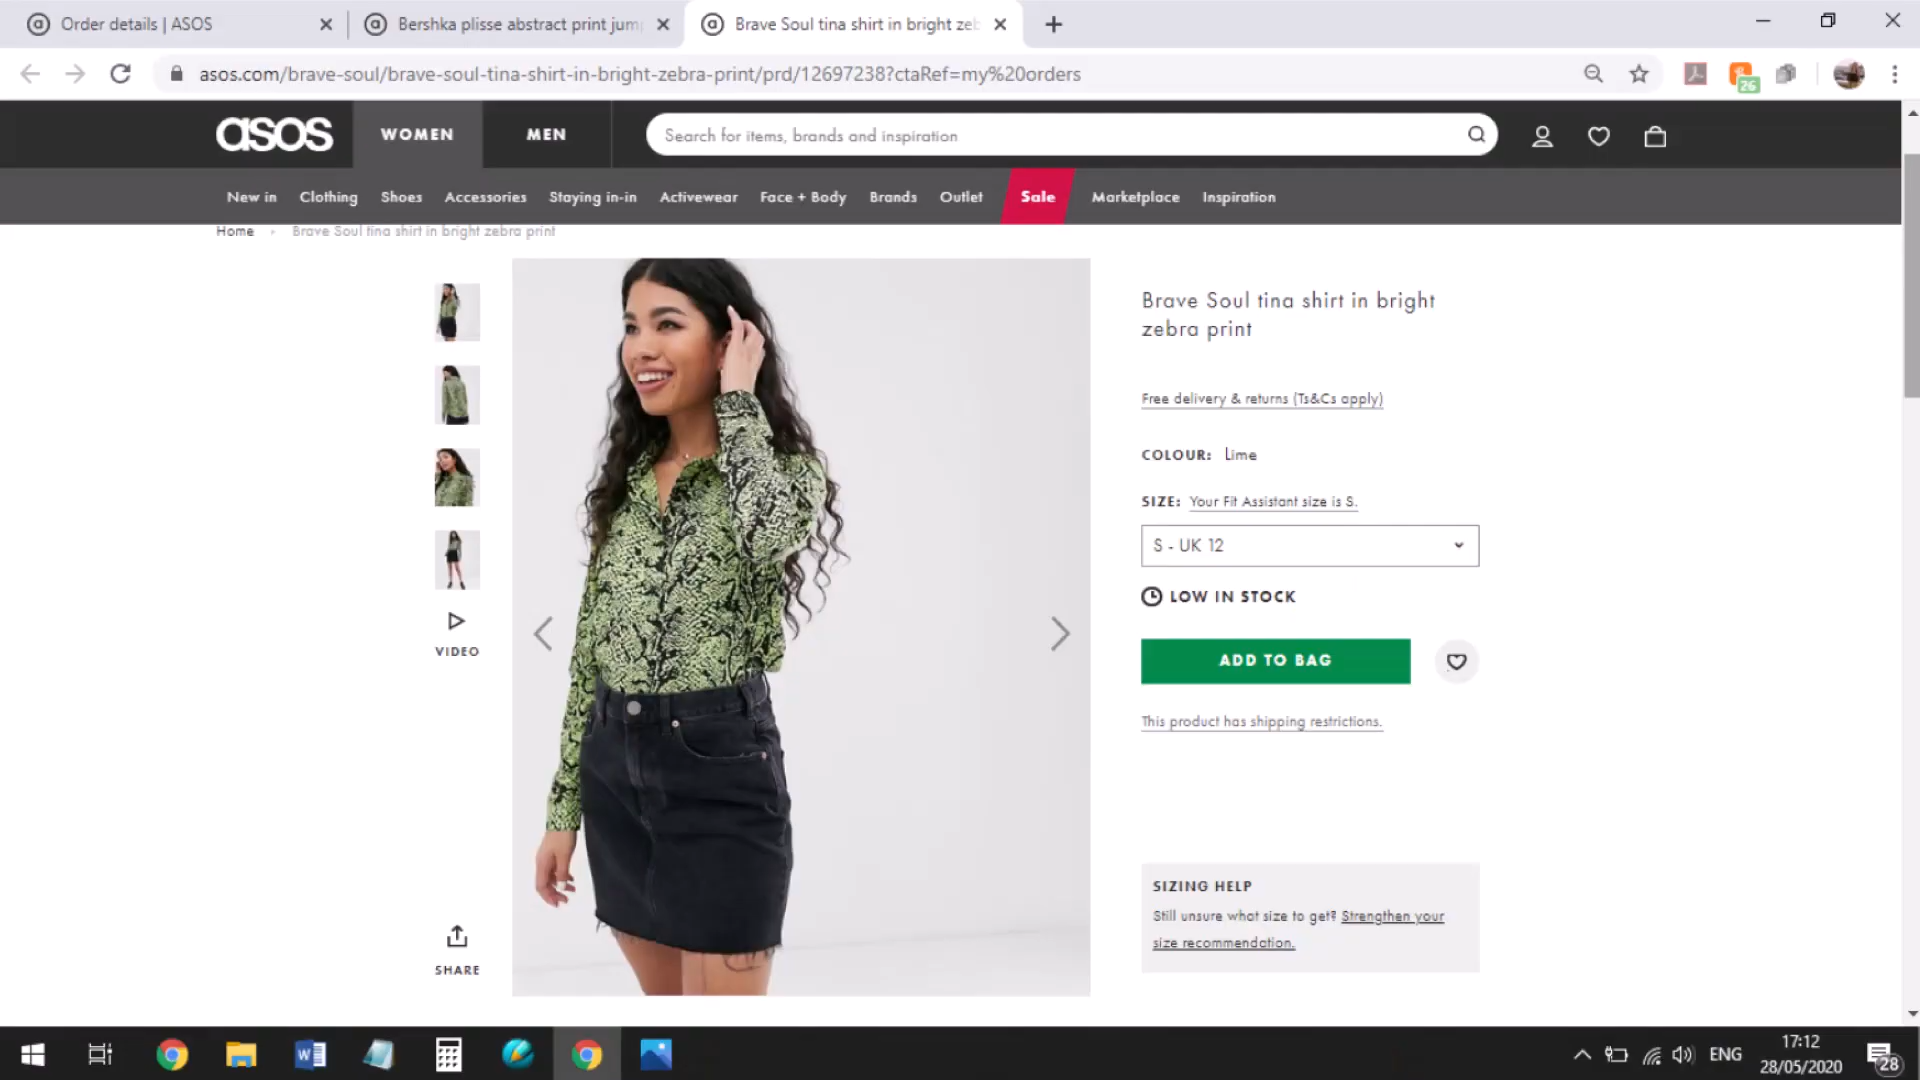 Order details | ASOS
Bershka plisse abstract print jum
Brave Soul tina shirt in bright zeb
asos.com/brave-soul/brave-soul-tina-shirt-in-bright-zebra-print/prd/12697238?ctaRef=my%20orders
26
asos
WOMEN
MEN
Search for items, brands and inspiration
New in
Clothing
Shoes
Accessories
Staying in-in
Activewear
Face + Body
Brands
Outlet
Sale
Marketplace
Inspiration
Home › Brave Soul tina shirt in bright zebra print
VIDEO
SHARE
Brave Soul tina shirt in bright
zebra print
Free delivery & returns (Ts&Cs apply)
COLOUR: Lime
SIZE: Your Fit Assistant size is S.
S - UK 12
LOW IN STOCK
ADD TO BAG
This product has shipping restrictions.
SIZING HELP
Still unsure what size to get? Strengthen your
size recommendation.
ENG
17:12
28/05/2020
28